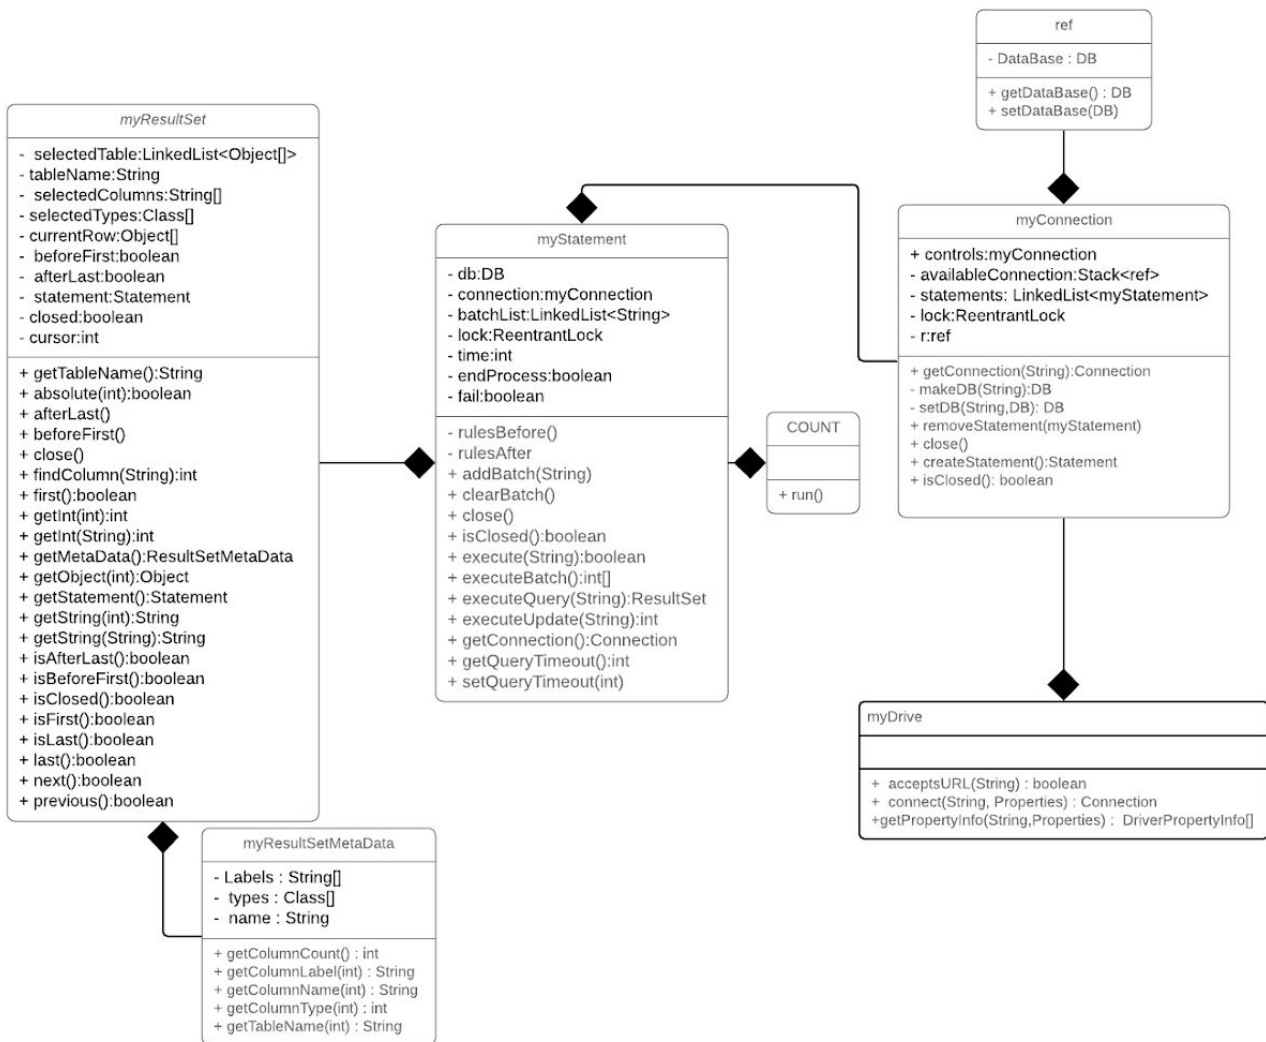 ref
- DataBase : DB
+ getDataBase() : DB
+ setDataBase(DB)
myResultSet
- selectedTable:LinkedList<Object[]>
- tableName:String
- selectedColumns:String[]
- selectedTypes:Class[]
- currentRow:Object[]
- beforeFirst:boolean
- afterLast:boolean
- statement:Statement
- closed:boolean
- cursor:int
+ getTableName():String
+ absolute(int):boolean
+ afterLast()
+ beforeFirst()
+ close()
+ findColumn(String):int
+ first():boolean
+ getInt(int):int
+ getInt(String):int
+ getMetaData():ResultSetMetaData
+ getObject(int):Object
+ getStatement():Statement
+ getString(int):String
+ getString(String):String
+ isAfterLast():boolean
+ isBeforeFirst():boolean
+ isClosed():boolean
+ isFirst():boolean
+ isLast():boolean
+ last():boolean
+ next():boolean
+ previous():boolean
myStatement
- db:DB
- connection:myConnection
- batchList:LinkedList<String>
- lock:ReentrantLock
- time:int
- endProcess:boolean
- fail:boolean
- rulesBefore()
- rulesAfter
+ addBatch(String)
+ clearBatch()
+ close()
+ isClosed():boolean
+ execute(String):boolean
+ executeBatch():int[]
+ executeQuery(String):ResultSet
+ executeUpdate(String):int
+ getConnection():Connection
+ getQueryTimeout():int
+ setQueryTimeout(int)
COUNT
+ run()
myConnection
+ controls:myConnection
- availableConnection:Stack<ref>
- statements: LinkedList<myStatement>
- lock:ReentrantLock
- r:ref
+ getConnection(String):Connection
- makeDB(String):DB
- setDB(String,DB): DB
+ removeStatement(myStatement)
+ close()
+ createStatement():Statement
+ isClosed(): boolean
myDrive
+ acceptsURL(String) : boolean
+ connect(String, Properties) : Connection
+getPropertyInfo(String,Properties) : DriverPropertyInfo[]
myResultSetMetaData
- Labels : String[]
- types : Class[]
- name : String
+ getColumnCount() : int
+ getColumnLabel(int) : String
+ getColumnName(int) : String
+ getColumnType(int) : int
+ getTableName(int) : String